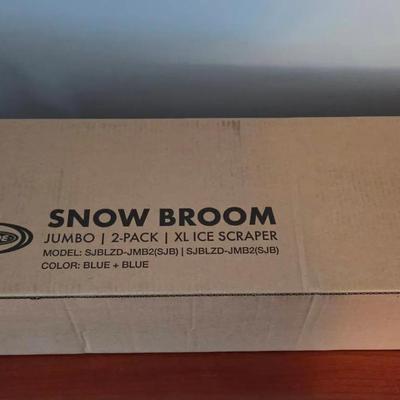 SNOW BROOM
JUMBO | 2-PACK | XL ICE SCRAPER
MODEL: SJBLZD-JMB2(SJB) | SJBLZD-JMB2(SJB)
COLOR: BLUE + BLUE